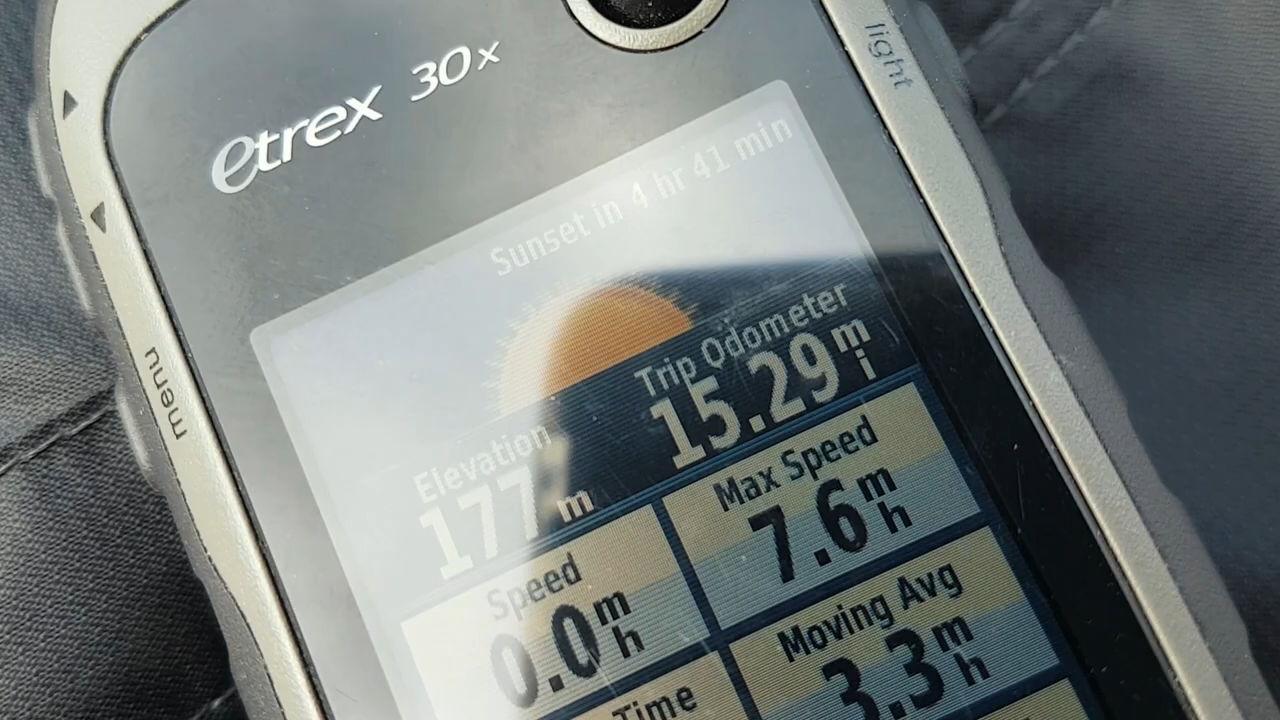 etrex 30x
light
menu
Sunset in 4 hr 41 min
Elevation
177 m
Trip Odometer
15.29 mi
Speed
0.0 mh
Max Speed
7.6 mh
Time
Moving Avg
3.3 mh